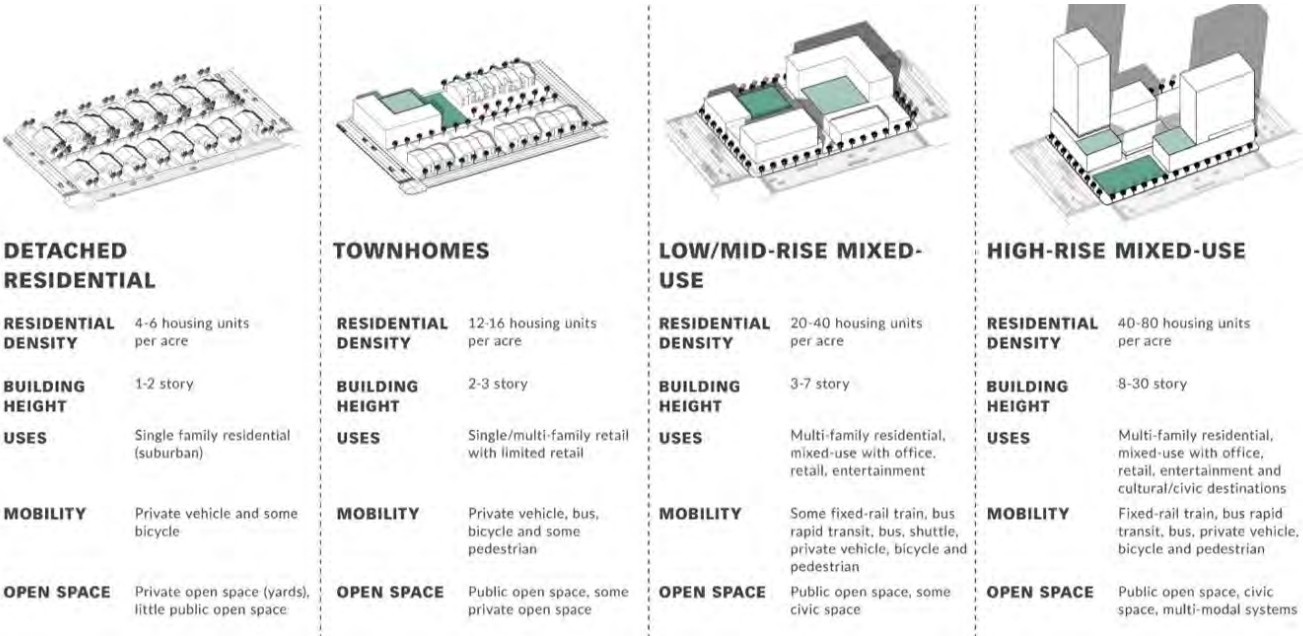 DETACHED
RESIDENTIAL
RESIDENTIAL
DENSITY
4-6 housing units
per acre
BUILDING
HEIGHT
1-2 story
USES
Single family residential
(suburban)
MOBILITY
Private vehicle and some
bicycle
OPEN SPACE
Private open space (yards),
little public open space
TOWNHOMES
RESIDENTIAL
DENSITY
12-16 housing units
per acre
BUILDING
HEIGHT
2-3 story
USES
Single/multi-family retail
with limited retail
MOBILITY
Private vehicle, bus,
bicycle and some
pedestrian
OPEN SPACE
Public open space, some
private open space
LOW/MID-RISE MIXED-
USE
RESIDENTIAL
DENSITY
20-40 housing units
per acre
BUILDING
HEIGHT
3-7 story
USES
Multi-family residential,
mixed-use with office,
retail, entertainment
MOBILITY
Some fixed-rail train, bus
rapid transit, bus, shuttle,
private vehicle, bicycle and
pedestrian
OPEN SPACE
Public open space, some
civic space
HIGH-RISE MIXED-USE
RESIDENTIAL
DENSITY
40-80 housing units
per acre
BUILDING
HEIGHT
8-30 story
USES
Multi-family residential,
mixed-use with office,
retail, entertainment and
cultural/civic destinations
MOBILITY
Fixed-rail train, bus rapid
transit, bus, private vehicle,
bicycle and pedestrian
OPEN SPACE
Public open space, civic
space, multi-modal systems